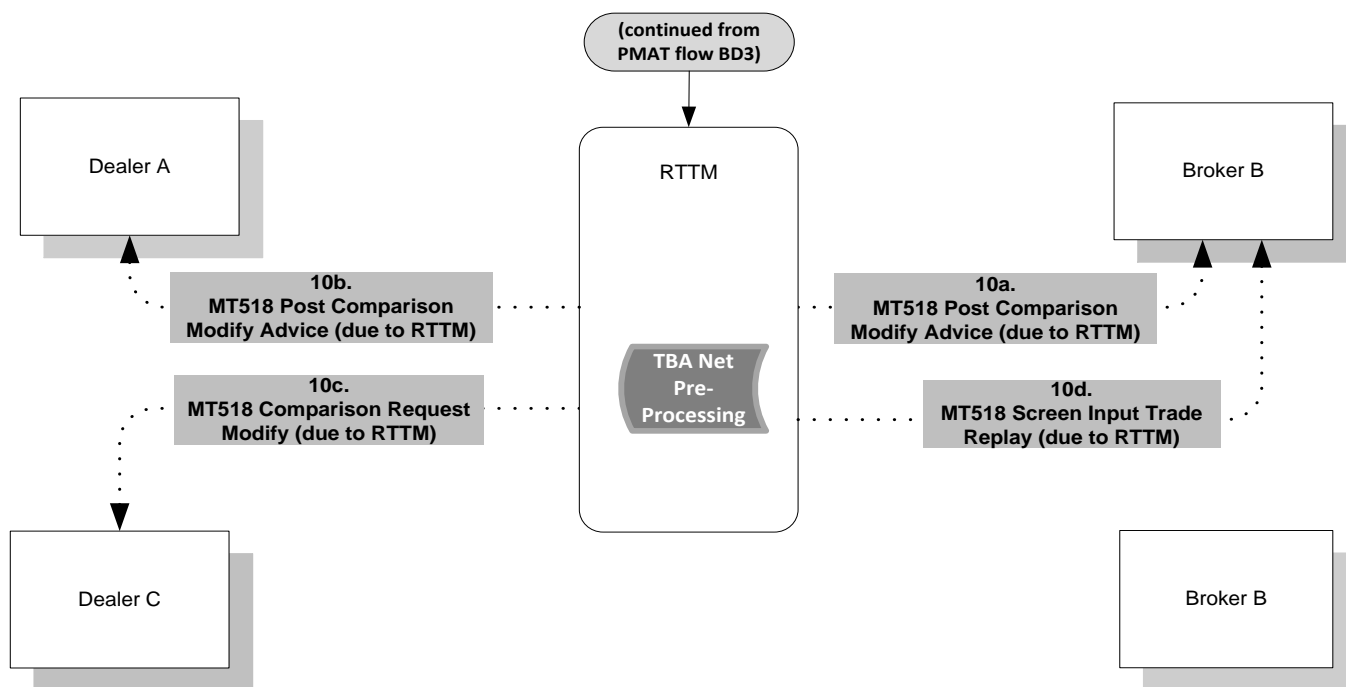 (continued from
PMAT flow BD3)
Dealer A
RTTM
Broker B
10b.
MT518 Post Comparison
Modify Advice (due to RTTM)
10a.
MT518 Post Comparison
Modify Advice (due to RTTM)
TBA Net
Pre-
Processing
10c.
MT518 Comparison Request
Modify (due to RTTM)
10d.
MT518 Screen Input Trade
Replay (due to RTTM)
Dealer C
Broker B